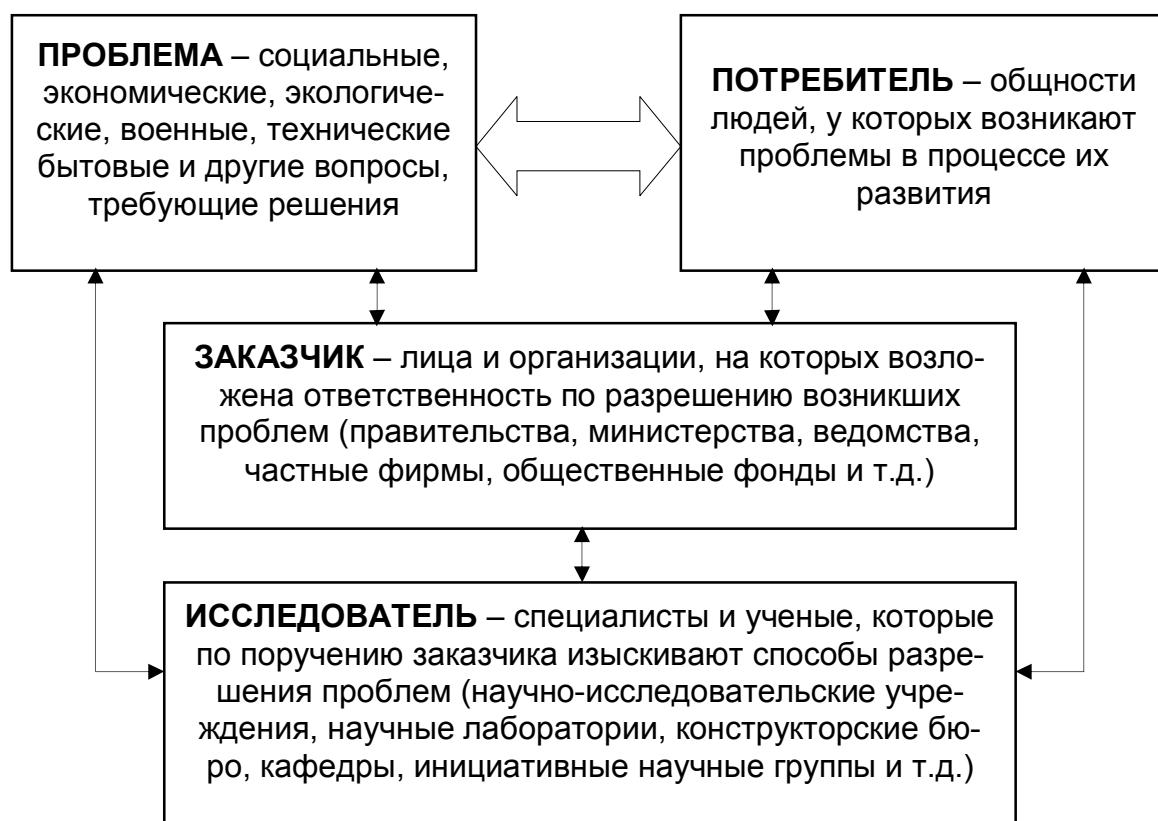 ПРОБЛЕМА – социальные,
экономические, экологиче-
ские, военные, технические
бытовые и другие вопросы,
требующие решения
ПОТРЕБИТЕЛЬ – общности
людей, у которых возникают
проблемы в процессе их
развития
ЗАКАЗЧИК – лица и организации, на которых возло-
жена ответственность по разрешению возникших
проблем (правительства, министерства, ведомства,
частные фирмы, общественные фонды и т.д.)
ИССЛЕДОВАТЕЛЬ – специалисты и ученые, которые
по поручению заказчика изыскивают способы разре-
шения проблем (научно-исследовательские учре-
ждения, научные лаборатории, конструкторские бю-
ро, кафедры, инициативные научные группы и т.д.)